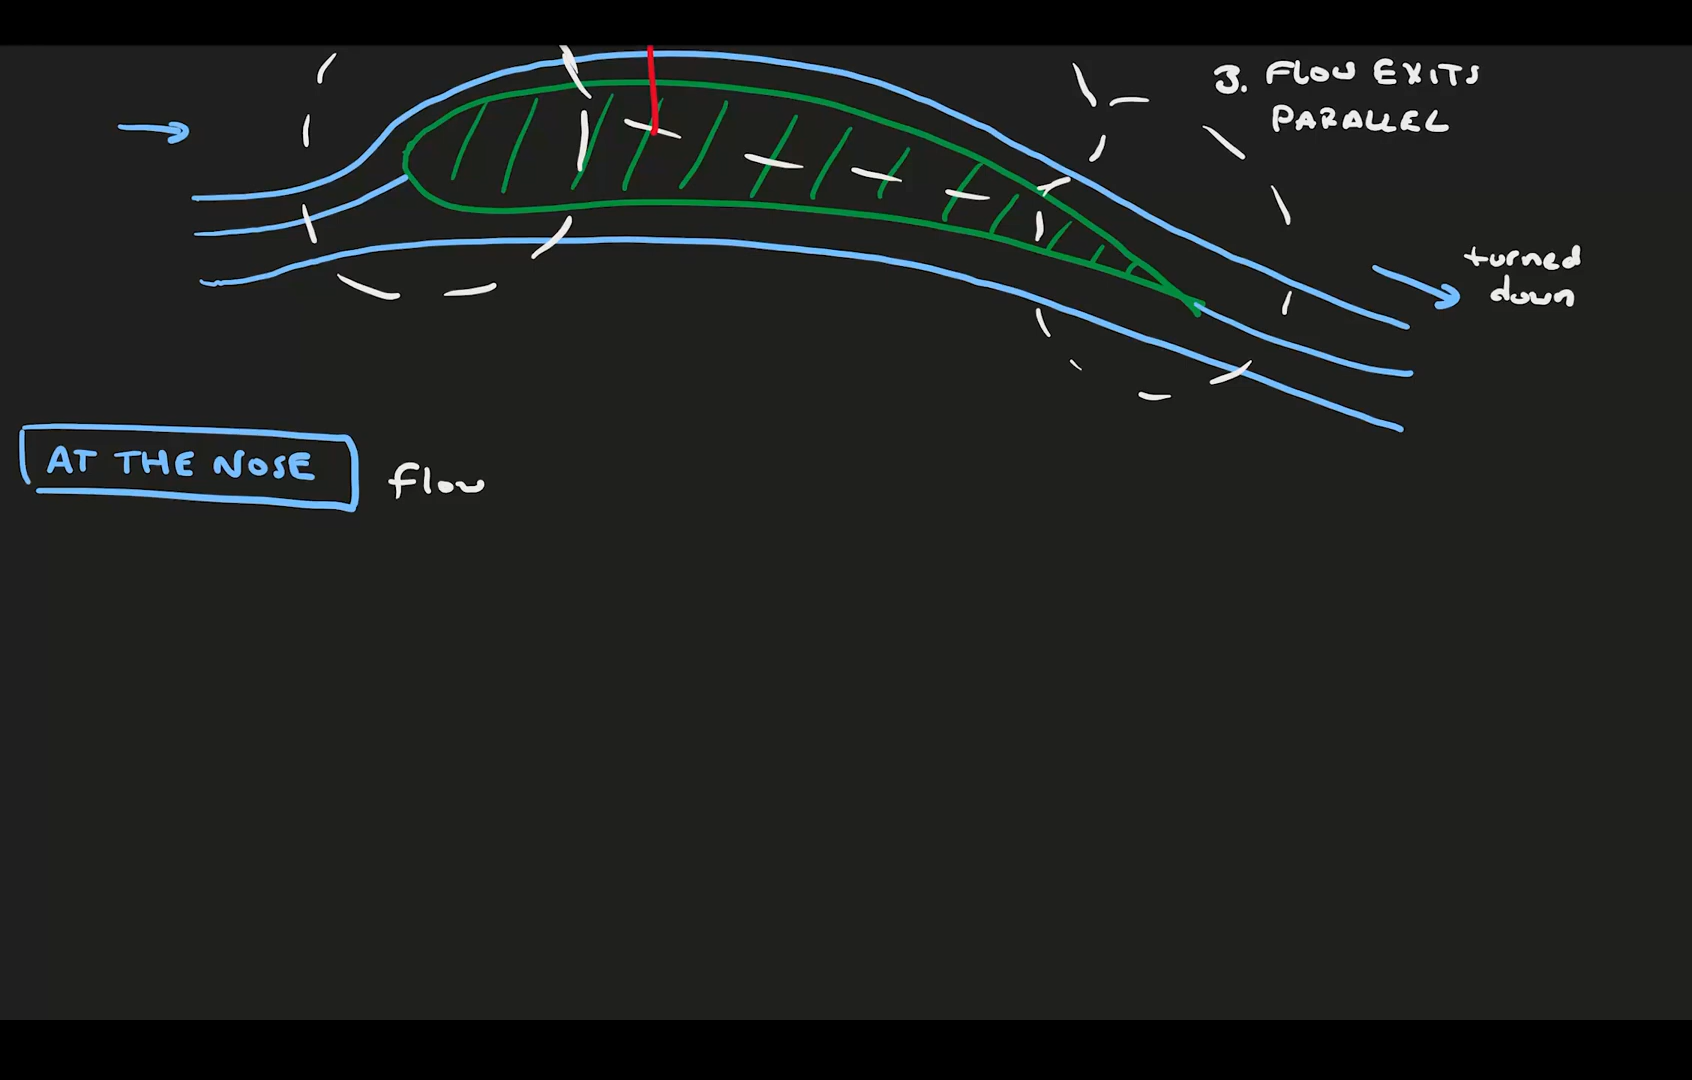 3. FLOW EXITS
PARALLEL
turned
down
AT THE NOSE
flow